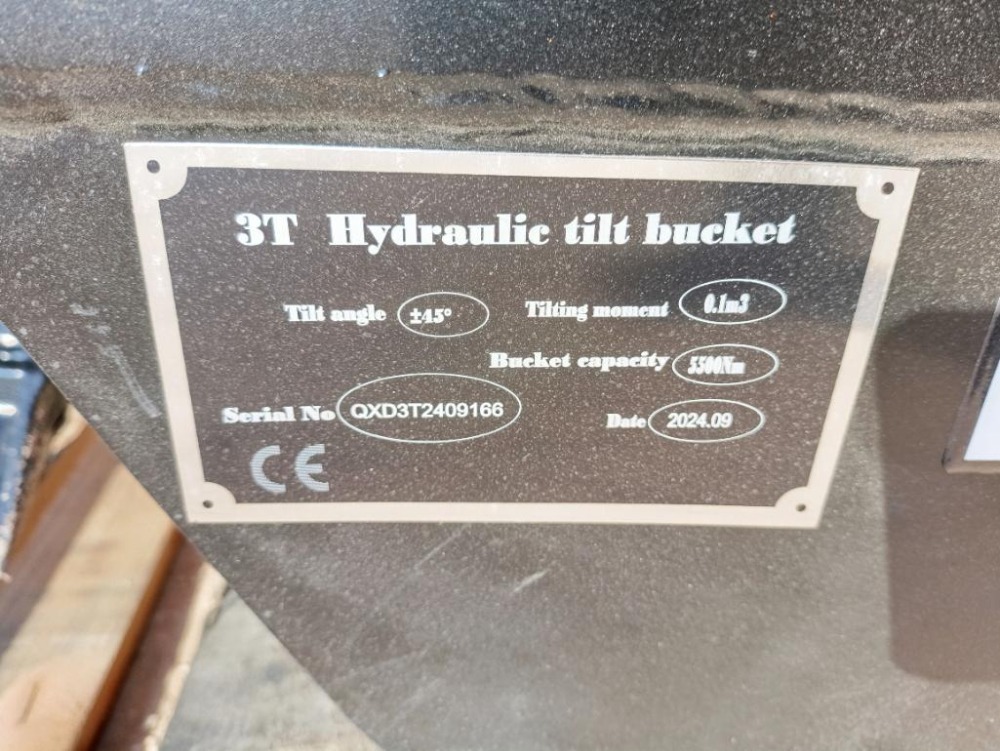 3T Hydraulic tilt bucket
Tilt angle ±45° Tilting moment 0.1m3
Bucket capacity 5500Nm
Serial No QXD3T2409166 Date 2024.09
CE